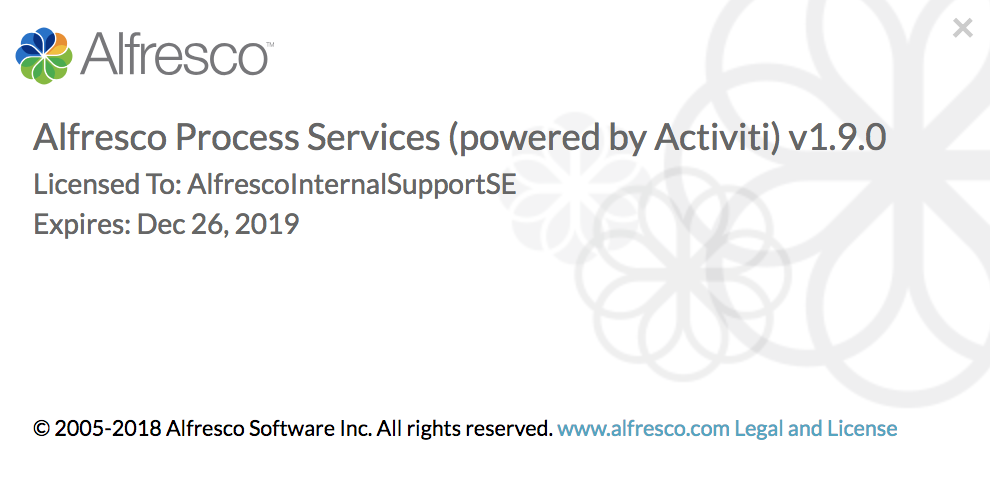 Alfresco™
Alfresco Process Services (powered by Activiti) v1.9.0
Licensed To: AlfrescoInternalSupportSE
Expires: Dec 26, 2019
© 2005-2018 Alfresco Software Inc. All rights reserved. www.alfresco.com Legal and License